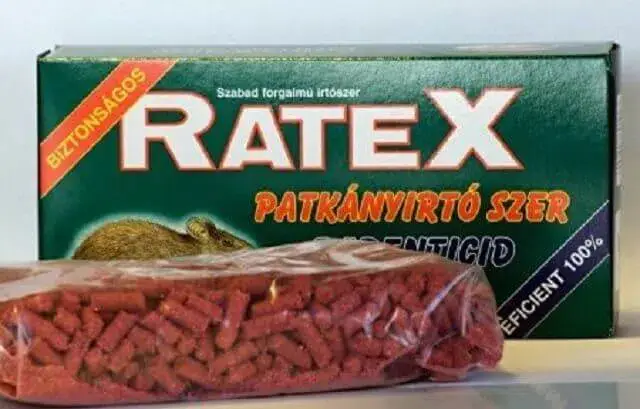 Szabad forgalmú irtószer
BIZTONSÁGOS
RATEX
PATKÁNYIRTÓ SZER
EFICIENT 100%